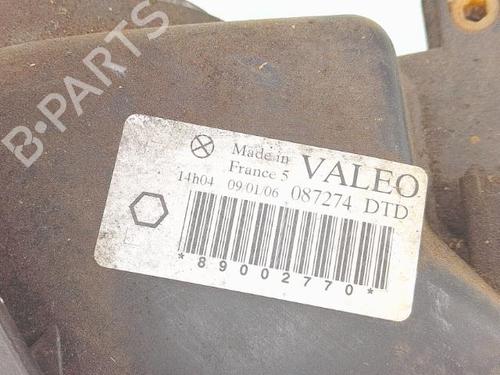 B-PARTS
Made in VALEO
France 5
14h04 09/01/06 087274 DTD
*89002770*